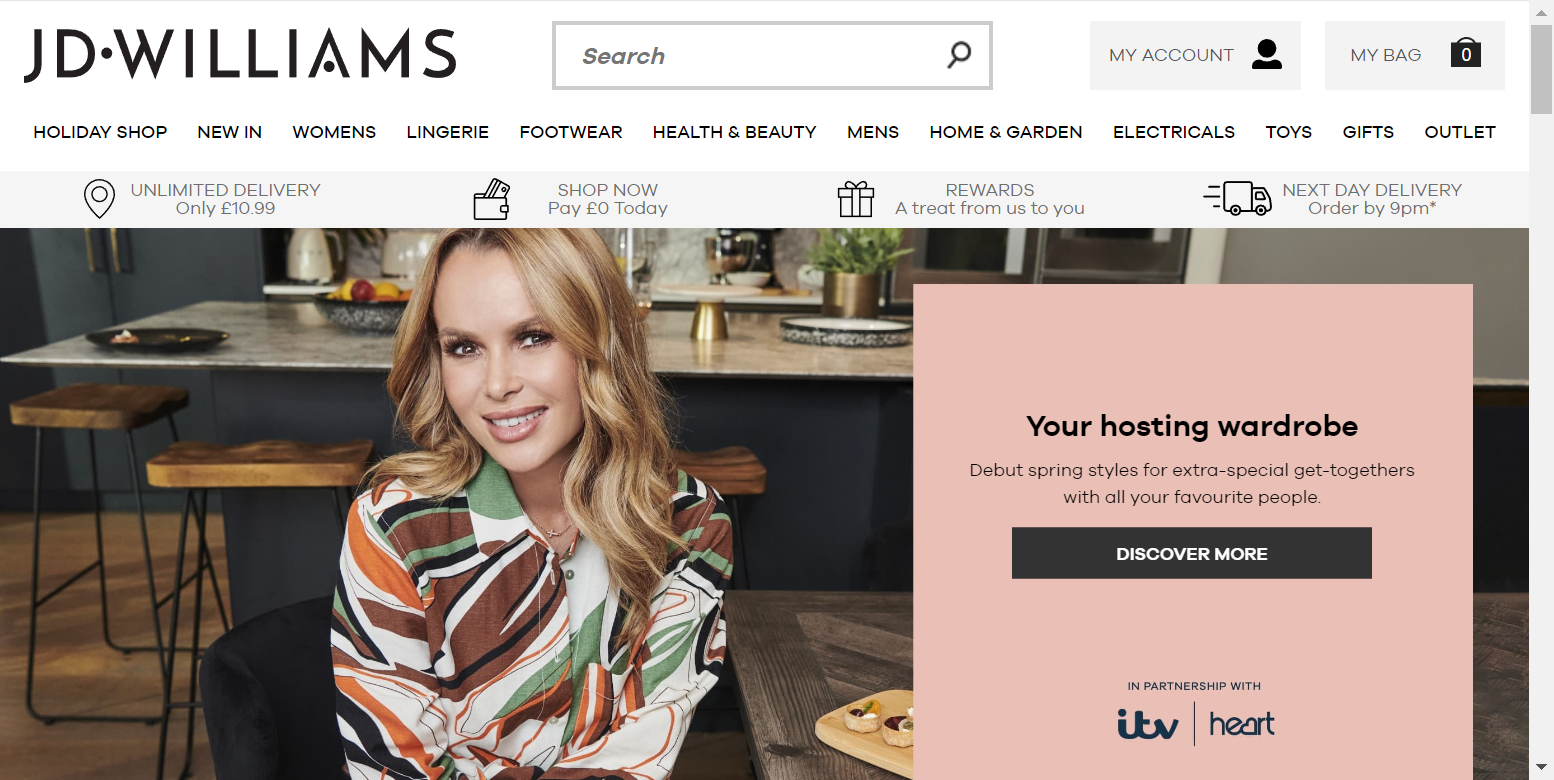 JD·WILLIAMS
Search
MY ACCOUNT
MY BAG
0
HOLIDAY SHOP NEW IN WOMENS LINGERIE FOOTWEAR HEALTH & BEAUTY MENS HOME & GARDEN ELECTRICALS TOYS GIFTS OUTLET
UNLIMITED DELIVERY
Only £10.99
SHOP NOW
Pay £0 Today
REWARDS
A treat from us to you
NEXT DAY DELIVERY
Order by 9pm*
Your hosting wardrobe
Debut spring styles for extra-special get-togethers
with all your favourite people.
DISCOVER MORE
IN PARTNERSHIP WITH
itv heart